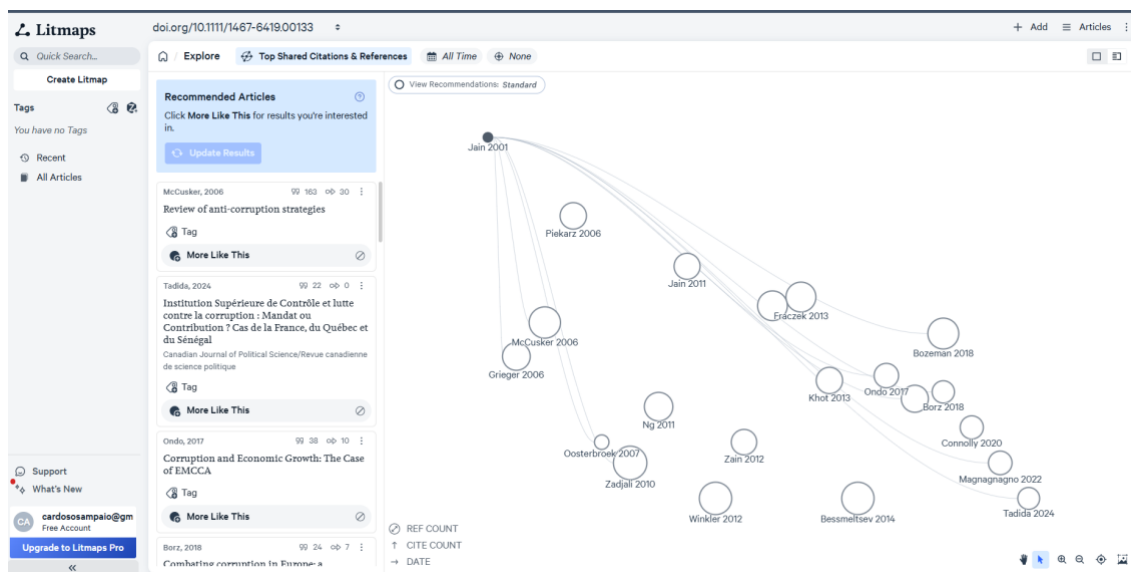 Litmaps
doi.org/10.1111/1467-6419.00133
+ Add
Articles
Quick Search...
Explore
Top Shared Citations & References
All Time
None
Create Litmap
Tags
You have no Tags
Recent
All Articles
Support
What's New
CA
cardososampaio@gm
Free Account
Upgrade to Litmaps Pro
Recommended Articles
Click More Like This for results you're interested
in.
Update Results
McCusker, 2006 163 30
Review of anti-corruption strategies
Tag
More Like This
Tadida, 2024 22 0
Institution Supérieure de Contrôle et lutte
contre la corruption : Mandat ou
Contribution ? Cas de la France, du Québec et
du Sénégal
Canadian Journal of Political Science/Revue canadienne
de science politique
Tag
More Like This
Ondo, 2017 38 10
Corruption and Economic Growth: The Case
of EMCCA
Tag
More Like This
Borz, 2018 24 7
Combating corruption in Europe: a
View Recommendations: Standard
Jain 2001
Piekarz 2006
Jain 2011
Frączek 2013
McCusker 2006
Bozeman 2018
Grieger 2006
Khot 2013
Ondo 2017
Borz 2018
Ng 2011
Connolly 2020
Oosterbroek 2007
Zain 2012
Zadjali 2010
Magnagnagno 2022
Winkler 2012
Bessmeltsev 2014
Tadida 2024
REF COUNT
↑ CITE COUNT
→ DATE